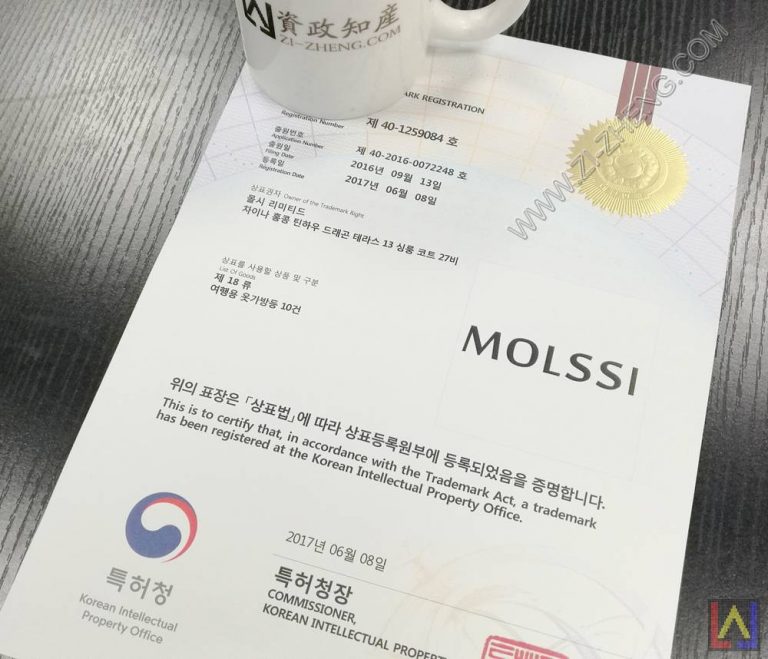 資政知產
ZI-ZHENG.COM
WWW.ZI-ZHENG.COM
REGISTRATION
Registration Number
제 40-1259084 호
출원번호
Application Number
제 40-2016-0072248 호
출원일
Filing Date
2016년 09월 13일
등록일
Registration Date
2017년 06월 08일
상표권자 Owner of the Trademark Right
몰시 리미티드
차이나 홍콩 틴하우 드래곤 테라스 13 싱룽 코트 27비
상표를 사용할 상품 및 구분
List Of Goods
제 18 류
여행용 옷가방등 10건
MOLSSI
위의 표장은 「상표법」에 따라 상표등록원부에 등록되었음을 증명합니다.
This is to certify that, in accordance with the Trademark Act, a trademark
has been registered at the Korean Intellectual Property Office.
2017년 06월 08일
특허청
Korean Intellectual
Property Office
특허청장
COMMISSIONER,
KOREAN INTELLECTUAL